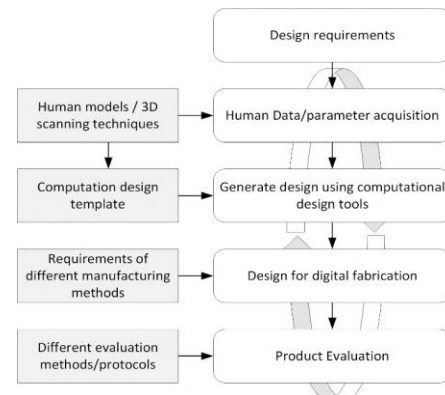 Design requirements
Human models / 3D
scanning techniques
Human Data/parameter acquisition
Computation design
template
Generate design using computational
design tools
Requirements of
different manufacturing
methods
Design for digital fabrication
Different evaluation
methods/protocols
Product Evaluation